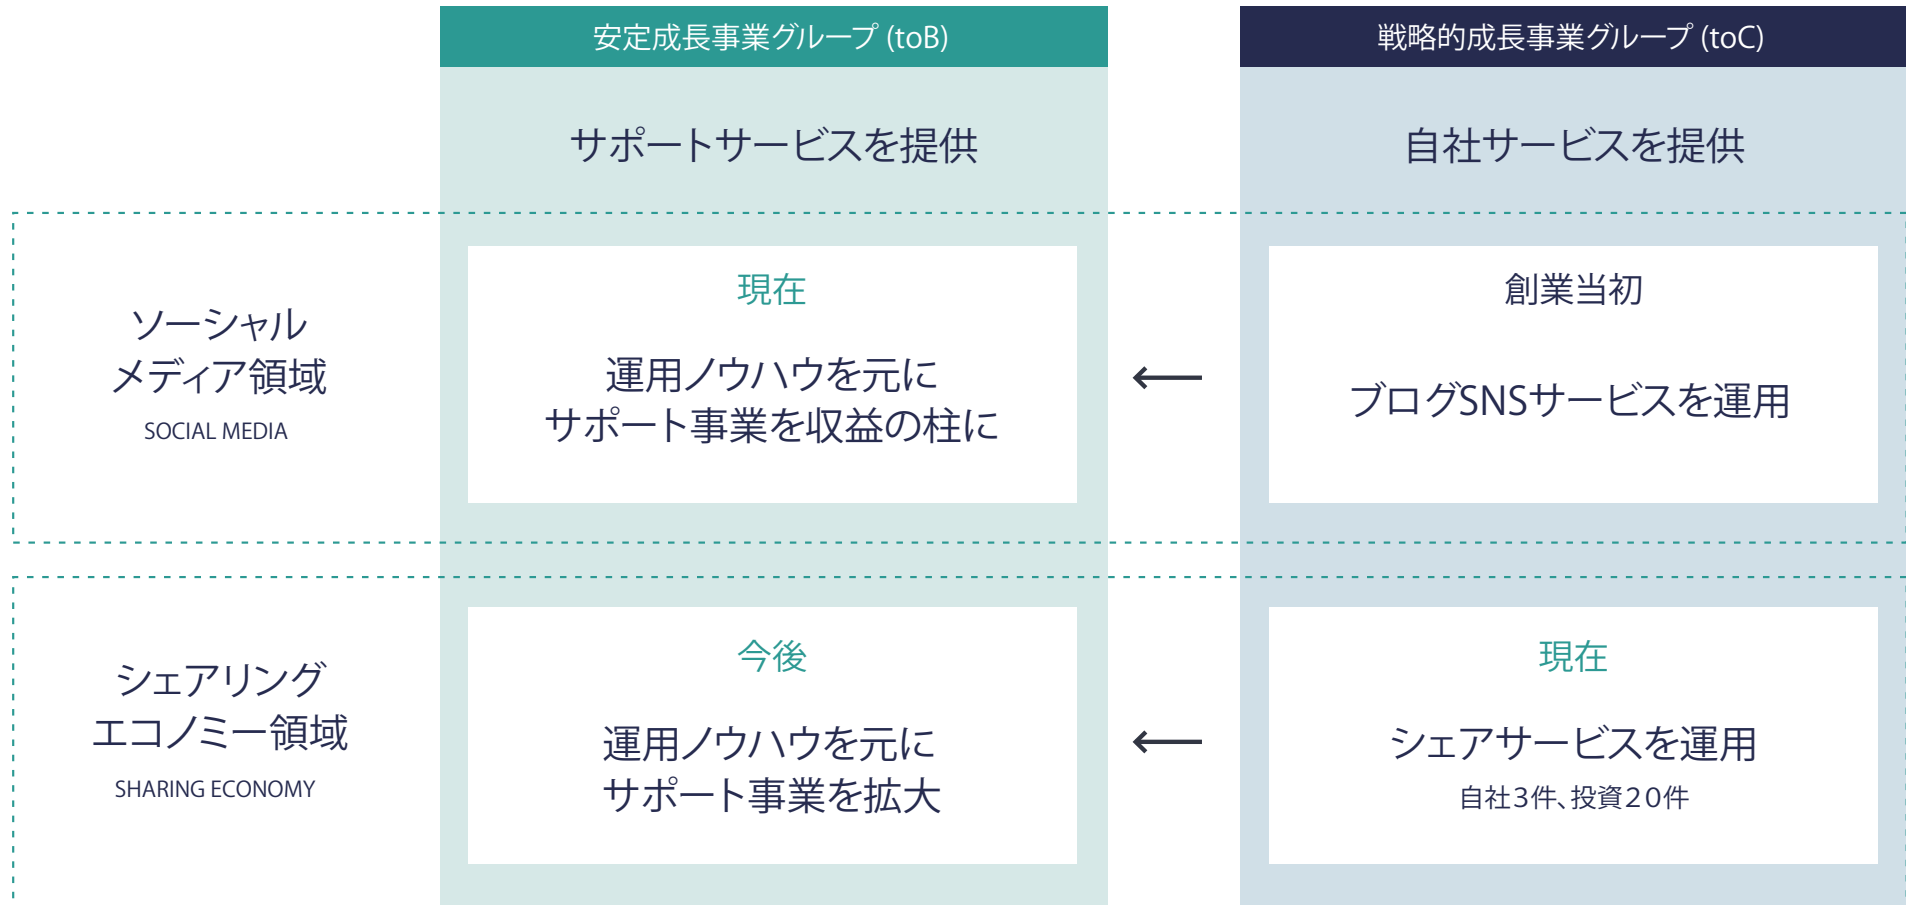 安定成長事業グループ (toB)
戦略的成長事業グループ (toC)
サポートサービスを提供
自社サービスを提供
ソーシャル
メディア領域
SOCIAL MEDIA
現在
運用ノウハウを元に
サポート事業を収益の柱に
←
創業当初
ブログSNSサービスを運用
シェアリング
エコノミー領域
SHARING ECONOMY
今後
運用ノウハウを元に
サポート事業を拡大
←
現在
シェアサービスを運用
自社3件、投資20件